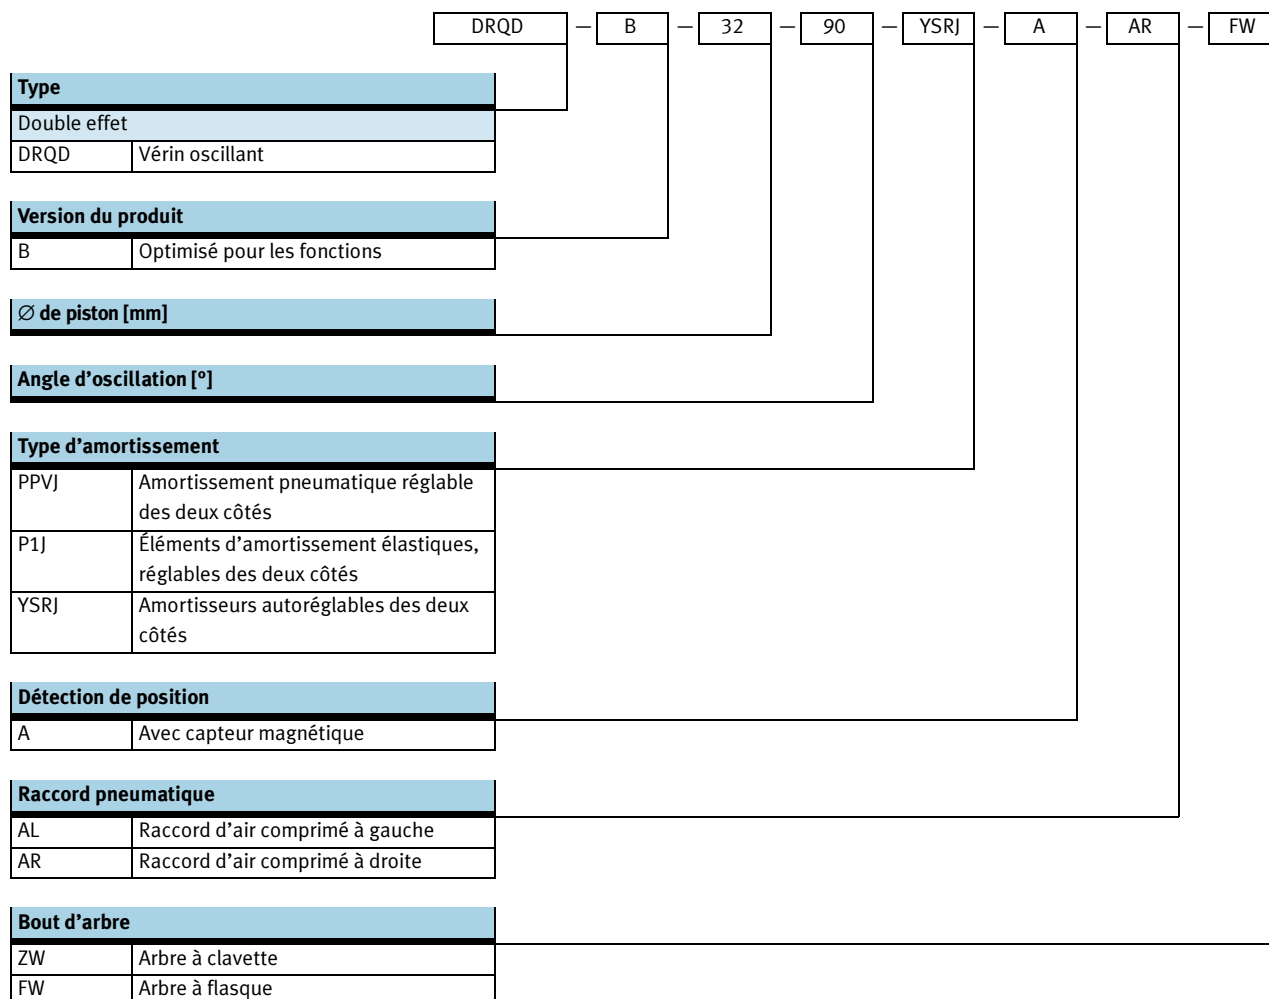 DRQD — B — 32 — 90 — YSRJ — A — AR — FW
Type
Double effet
DRQD Vérin oscillant
Version du produit
B Optimisé pour les fonctions
∅ de piston [mm]
Angle d’oscillation [°]
Type d’amortissement
PPVJ Amortissement pneumatique réglable
des deux côtés
P1J Éléments d’amortissement élastiques,
réglables des deux côtés
YSRJ Amortisseurs autoréglables des deux
côtés
Détection de position
A Avec capteur magnétique
Raccord pneumatique
AL Raccord d’air comprimé à gauche
AR Raccord d’air comprimé à droite
Bout d’arbre
ZW Arbre à clavette
FW Arbre à flasque